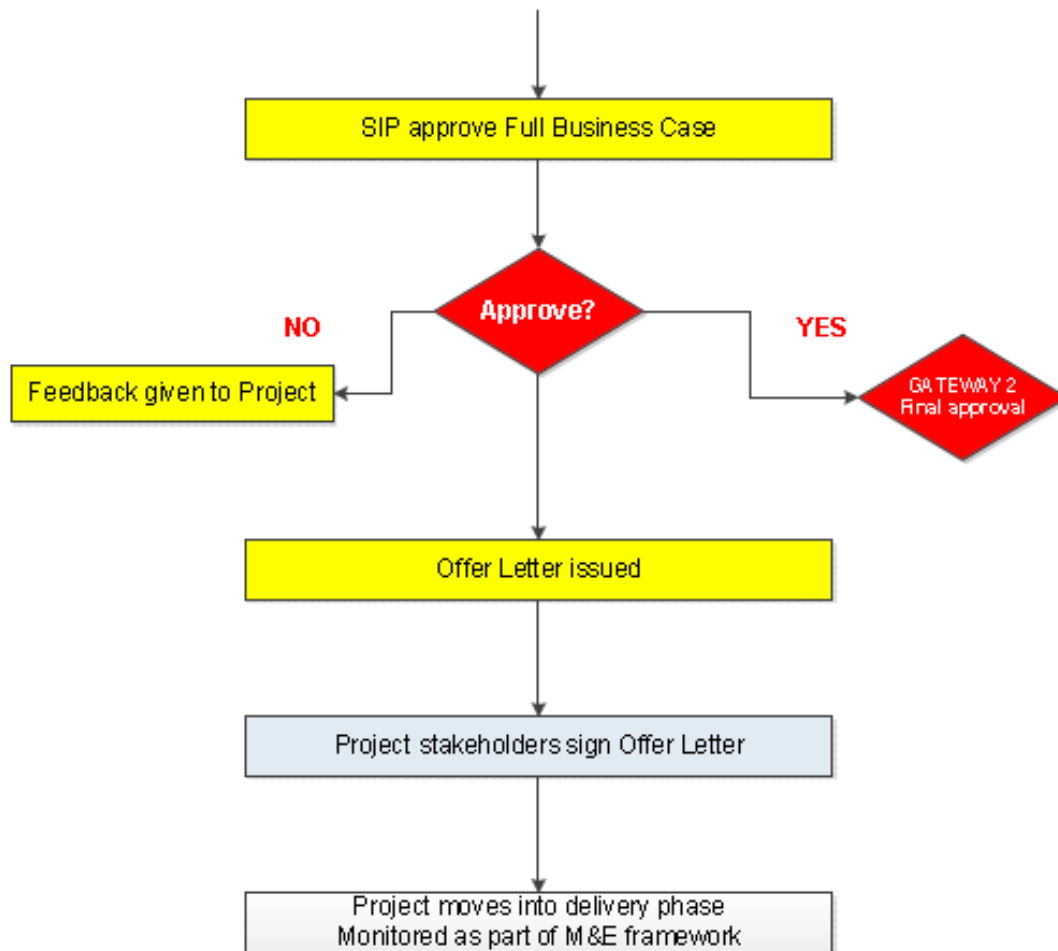 SIP approve Full Business Case
Approve?
NO
YES
Feedback given to Project
GATEWAY 2
Final approval
Offer Letter issued
Project stakeholders sign Offer Letter
Project moves into delivery phase
Monitored as part of M&E framework